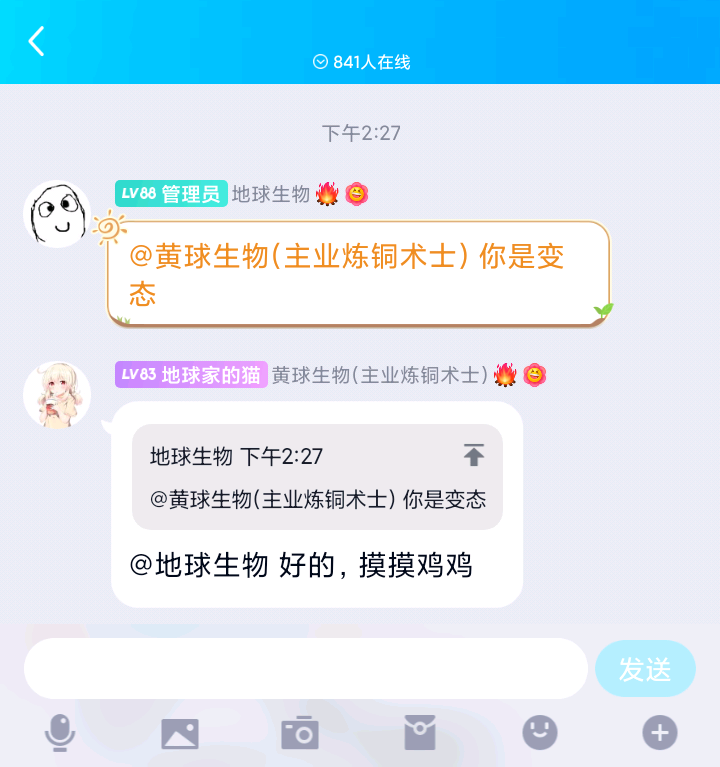 841人在线
下午2:27
LV88 管理员 地球生物
@黄球生物(主业炼铜术士) 你是变
态
LV83 地球家的猫 黄球生物(主业炼铜术士)
地球生物 下午2:27
@黄球生物(主业炼铜术士) 你是变态
@地球生物 好的, 摸摸鸡鸡
发送